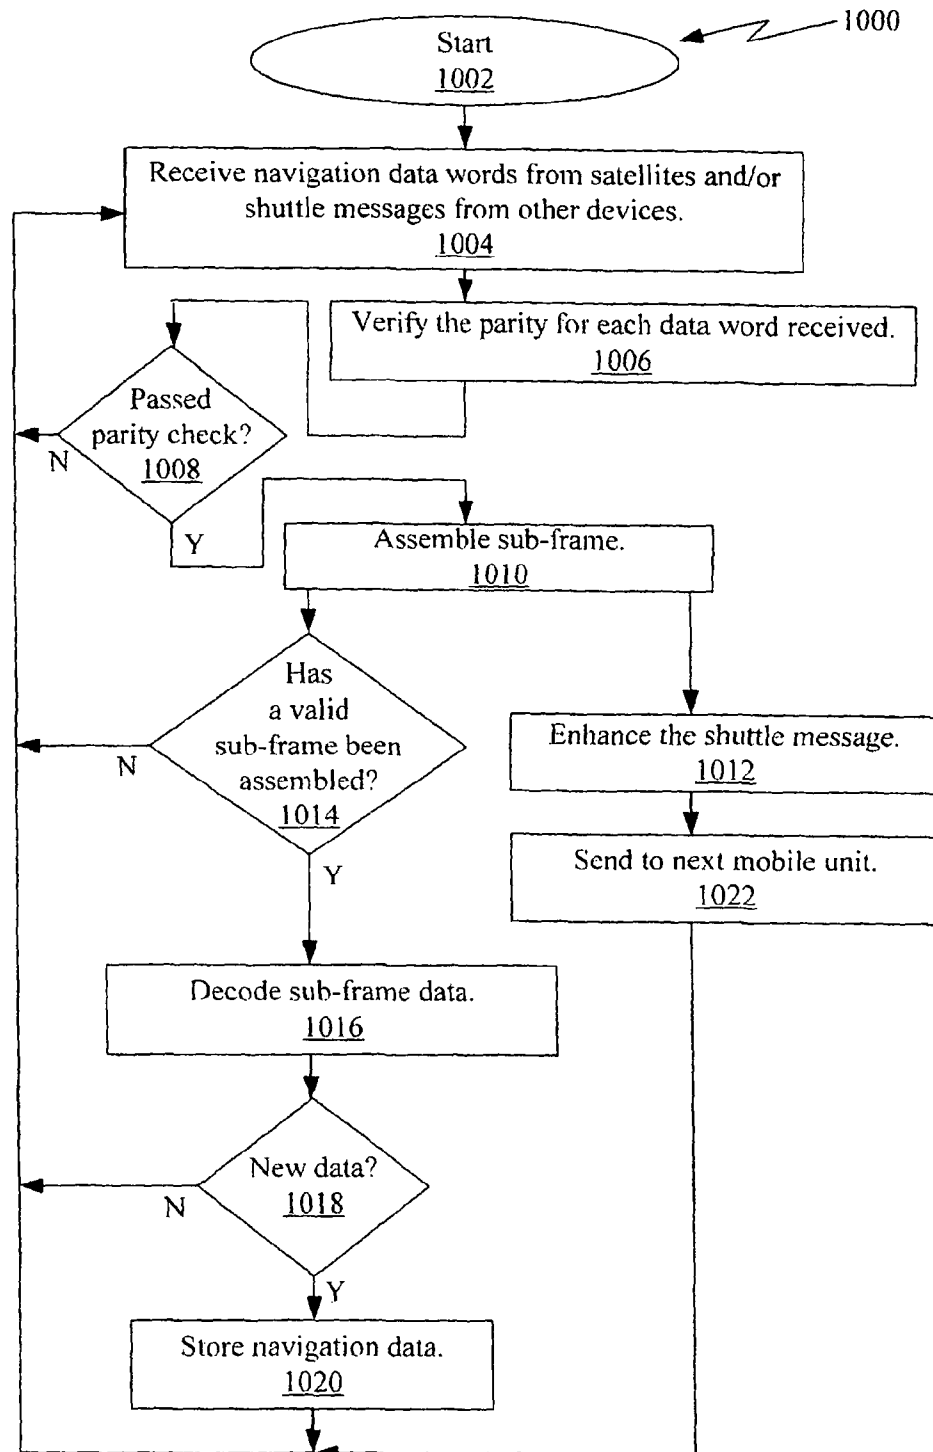 1000
Start
1002
Receive navigation data words from satellites and/or
shuttle messages from other devices.
1004
Verify the parity for each data word received.
1006
Passed
parity check?
1008
N
Y
Assemble sub-frame.
1010
Has
a valid
sub-frame been
assembled?
1014
N
Y
Enhance the shuttle message.
1012
Send to next mobile unit.
1022
Decode sub-frame data.
1016
New data?
1018
N
Y
Store navigation data.
1020